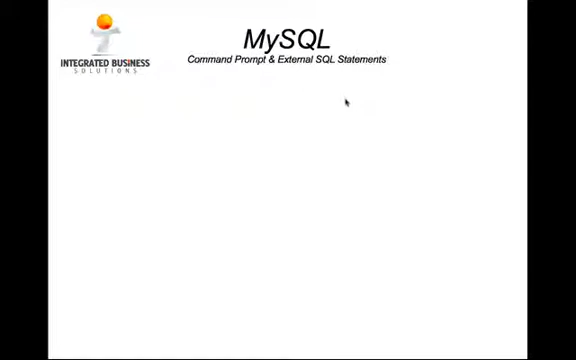 MySQL
Command Prompt & External SQL Statements
INTEGRATED BUSINESS
SOLUTIONS